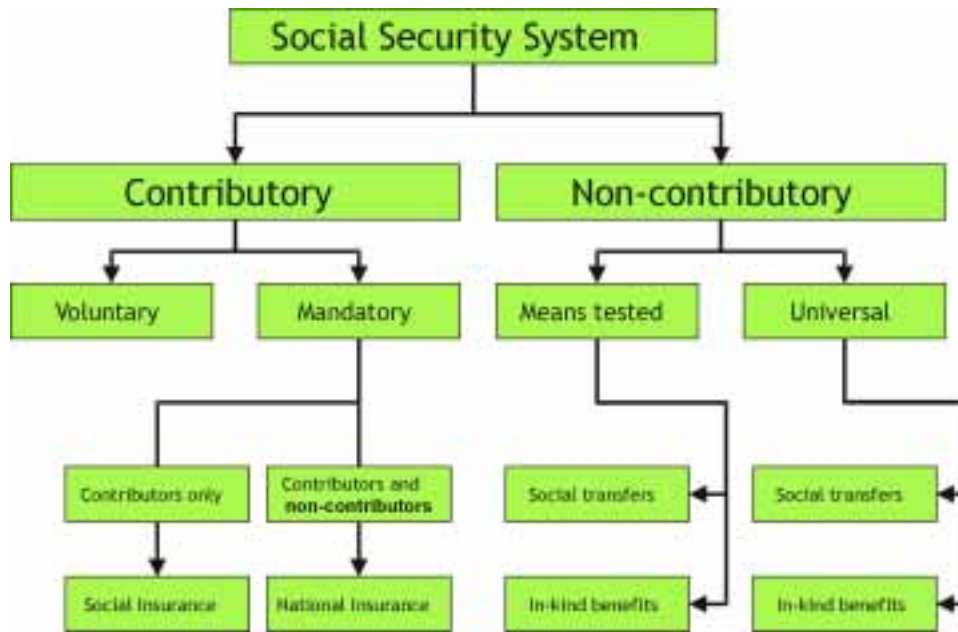 Social Security System
Contributory
Non-contributory
Voluntary
Mandatory
Means tested
Universal
Contributors only
Contributors and
non-contributors
Social transfers
Social transfers
Social Insurance
National Insurance
In-kind benefits
In-kind benefits